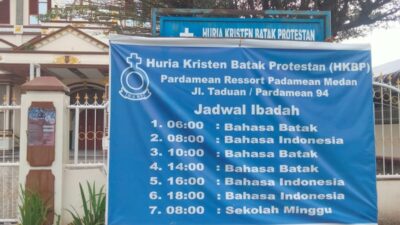 HURIA KRISTEN BATAK PROTESTAN
Huria Kristen Batak Protestan (HKBP)
Pardamean Ressort Padamean Medan
Jl. Taduan / Pardamean 94
Jadwal Ibadah
1. 06:00 : Bahasa Batak
2. 08:00 : Bahasa Indonesia
3. 10:00 : Bahasa Batak
4. 14:00 : Bahasa Batak
5. 16:00 : Bahasa Indonesia
6. 18:00 : Bahasa Indonesia
7. 08:00 : Sekolah Minggu